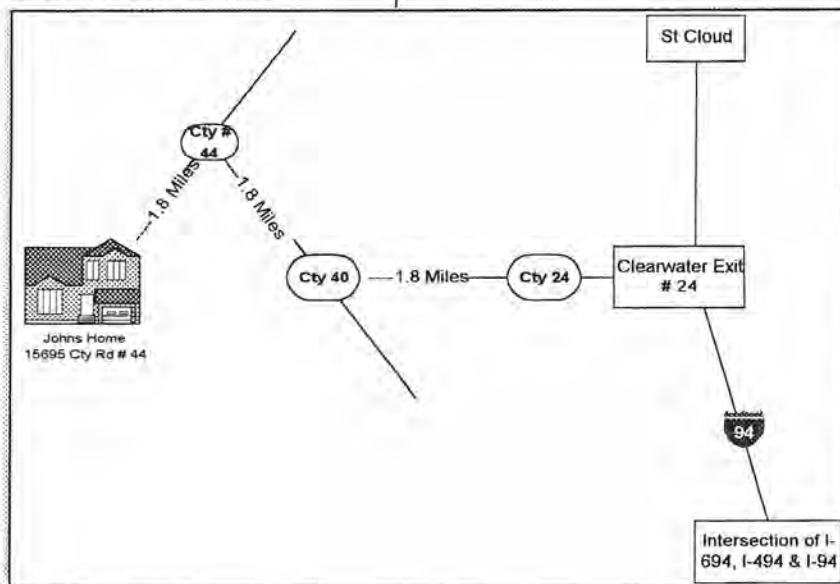 St Cloud
Cty #
44
1.8 Miles
1.8 Miles
Cty 40
1.8 Miles
Cty 24
Clearwater Exit
# 24
Johns Home
15695 Cty Rd # 44
94
Intersection of I-
694, I-494 & I-94